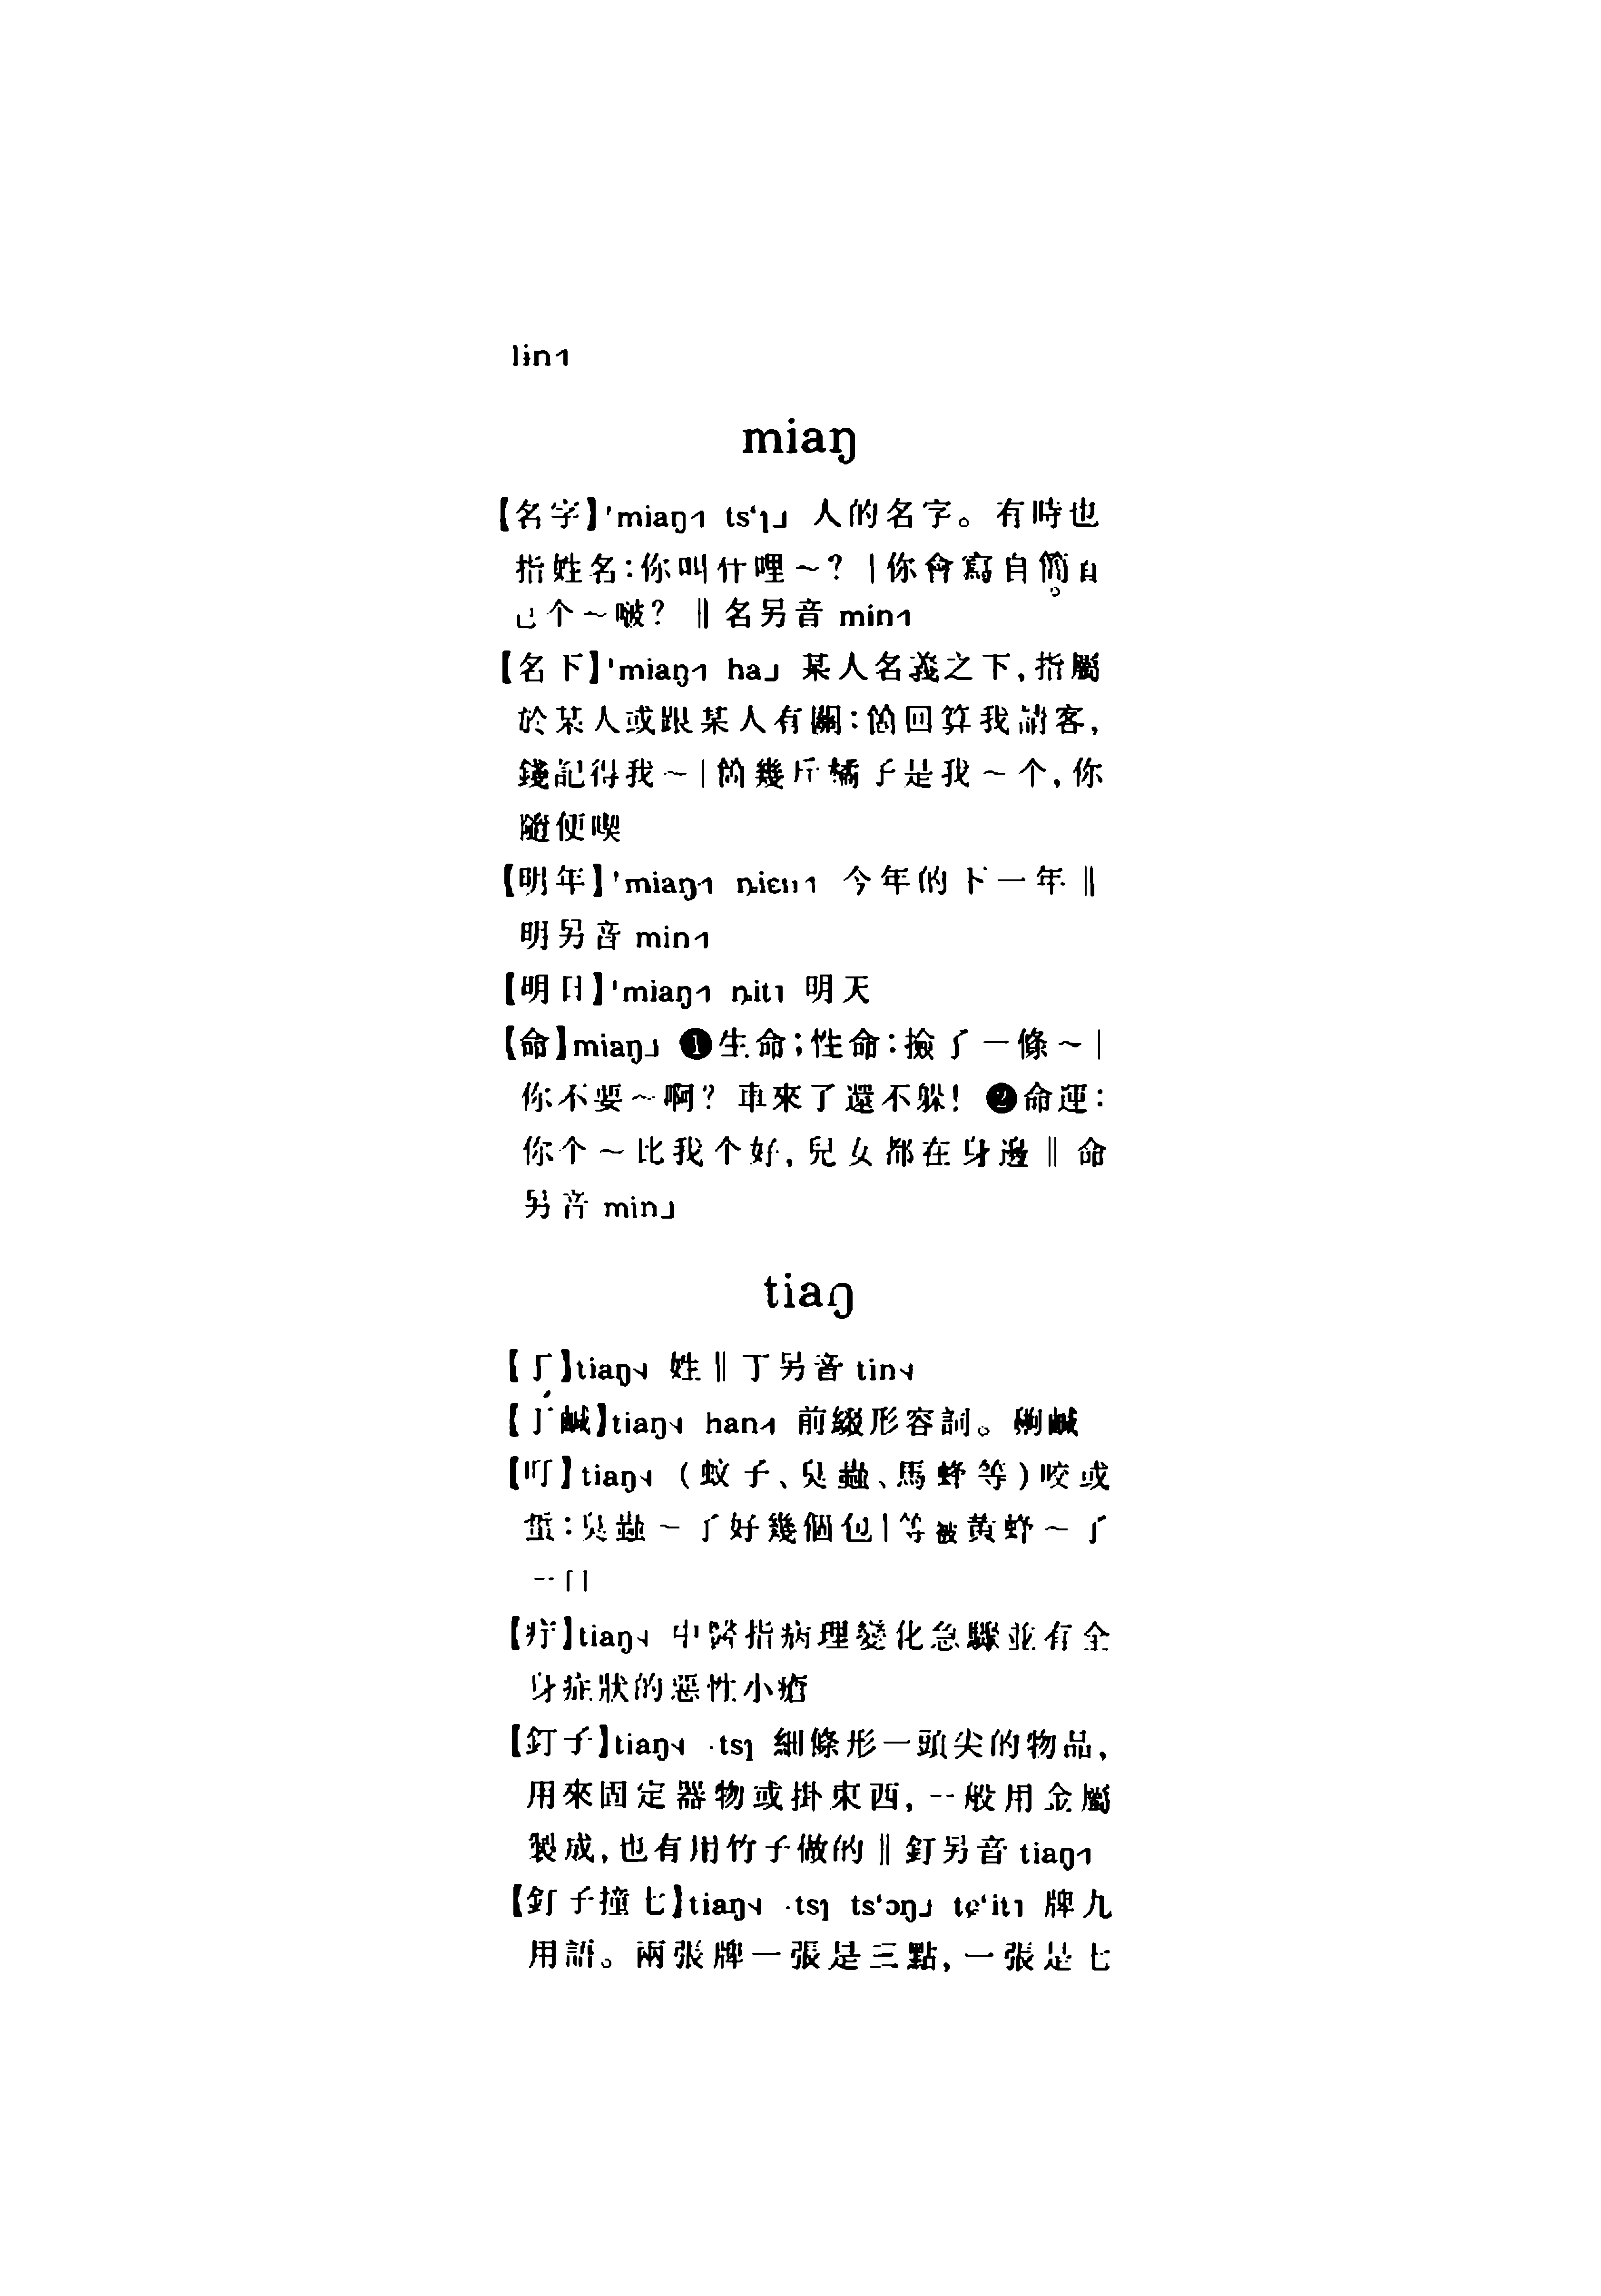 lin˦
miaŋ
【名字】'miaŋ˦ ts‘ɿ˩ 人的名字。有時也
指姓名:你叫什哩~?|你會寫自箇自
己个~啵?‖名另音 min˦
【名下】'miaŋ˦ ha˩ 某人名義之下,指屬
於某人或跟某人有關:箇回算我請客,
錢記得我~|箇幾斤橘子是我~个,你
隨便喫
【明年】'miaŋ˦ ȵiɛn˦ 今年的下一年‖
明另音 min˦
【明日】'miaŋ˦ ȵit˥ 明天
【命】miaŋ˩ ❶生命;性命:撿了一條~|
你不要~啊?車來了還不躲!❷命運:
你个~比我个好,兒女都在身邊‖命
另音 min˩
tiaŋ
【丁】tiaŋ˧˩ 姓‖丁另音 tin˧˩
【丁鹹】tiaŋ˧˩ han˦ 前綴形容詞。鹹
【叮】tiaŋ˧˩ (蚊子、臭蟲、馬蜂等)咬或
蜇:臭蟲~了好幾個包|等被黃蜂~了
一口
【疔】tiaŋ˧˩ 中醫指病理變化急驟並有全
身症狀的惡性小瘡
【釘子】tiaŋ˧˩ ·tsɿ 細條形一頭尖的物品,
用來固定器物或掛東西,一般用金屬
製成,也有用竹子做的‖釘另音 tiaŋ˦
【釘子撞七】tiaŋ˧˩ ·tsɿ ts‘ɔŋ˩ tɕ‘it˥ 牌九
用語。兩張牌一張是三點,一張是七